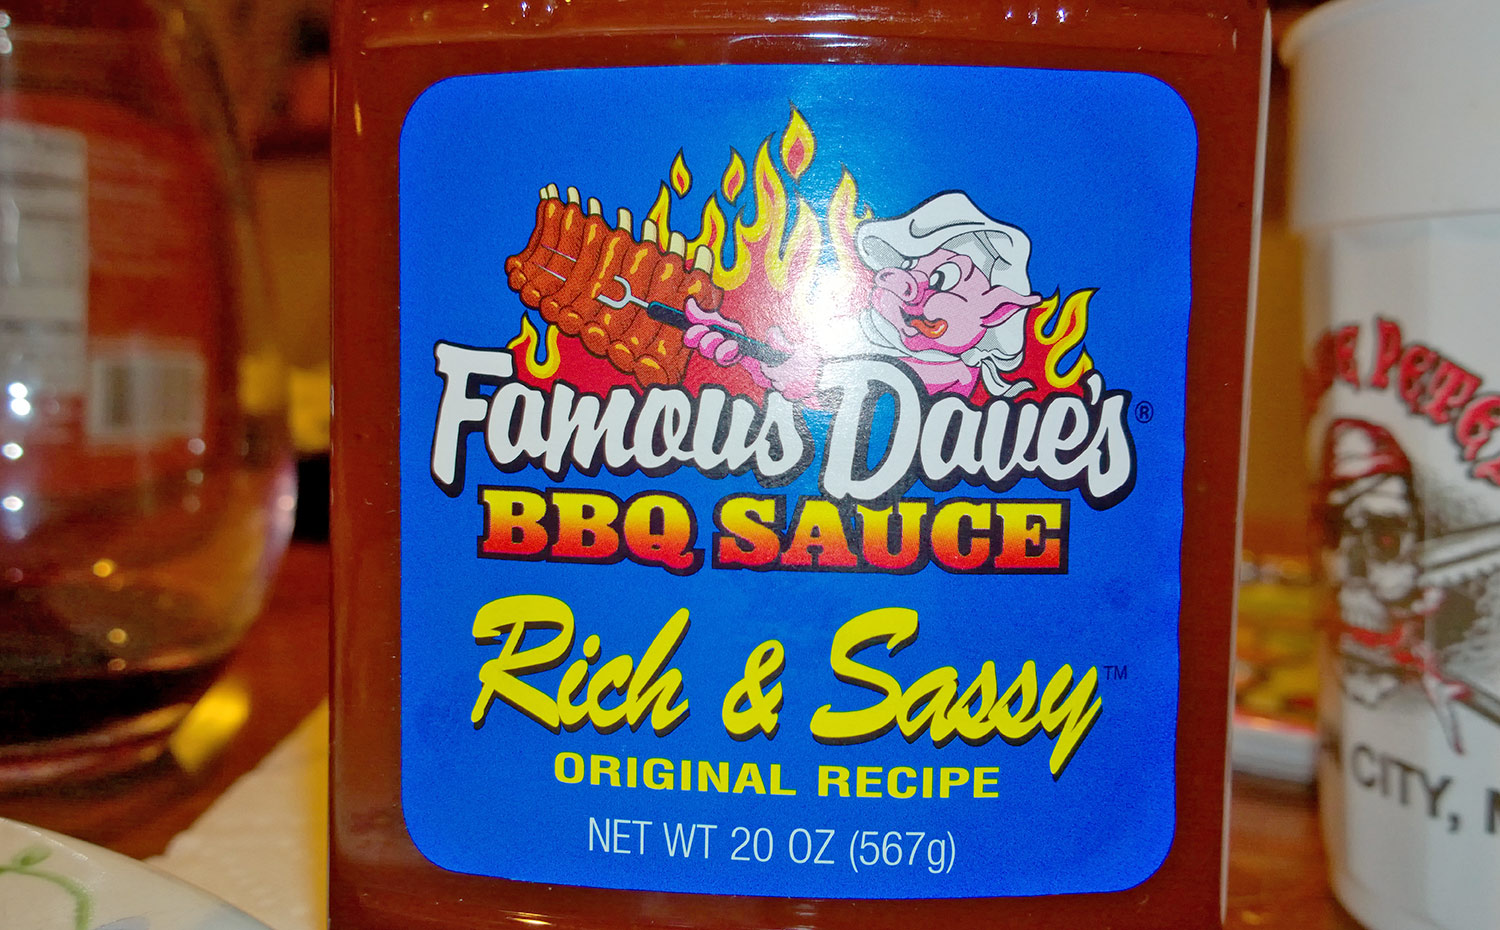 Famous Dave's®
BBQ SAUCE
Rich & Sassy™
ORIGINAL RECIPE
NET WT 20 OZ (567g)
CITY,